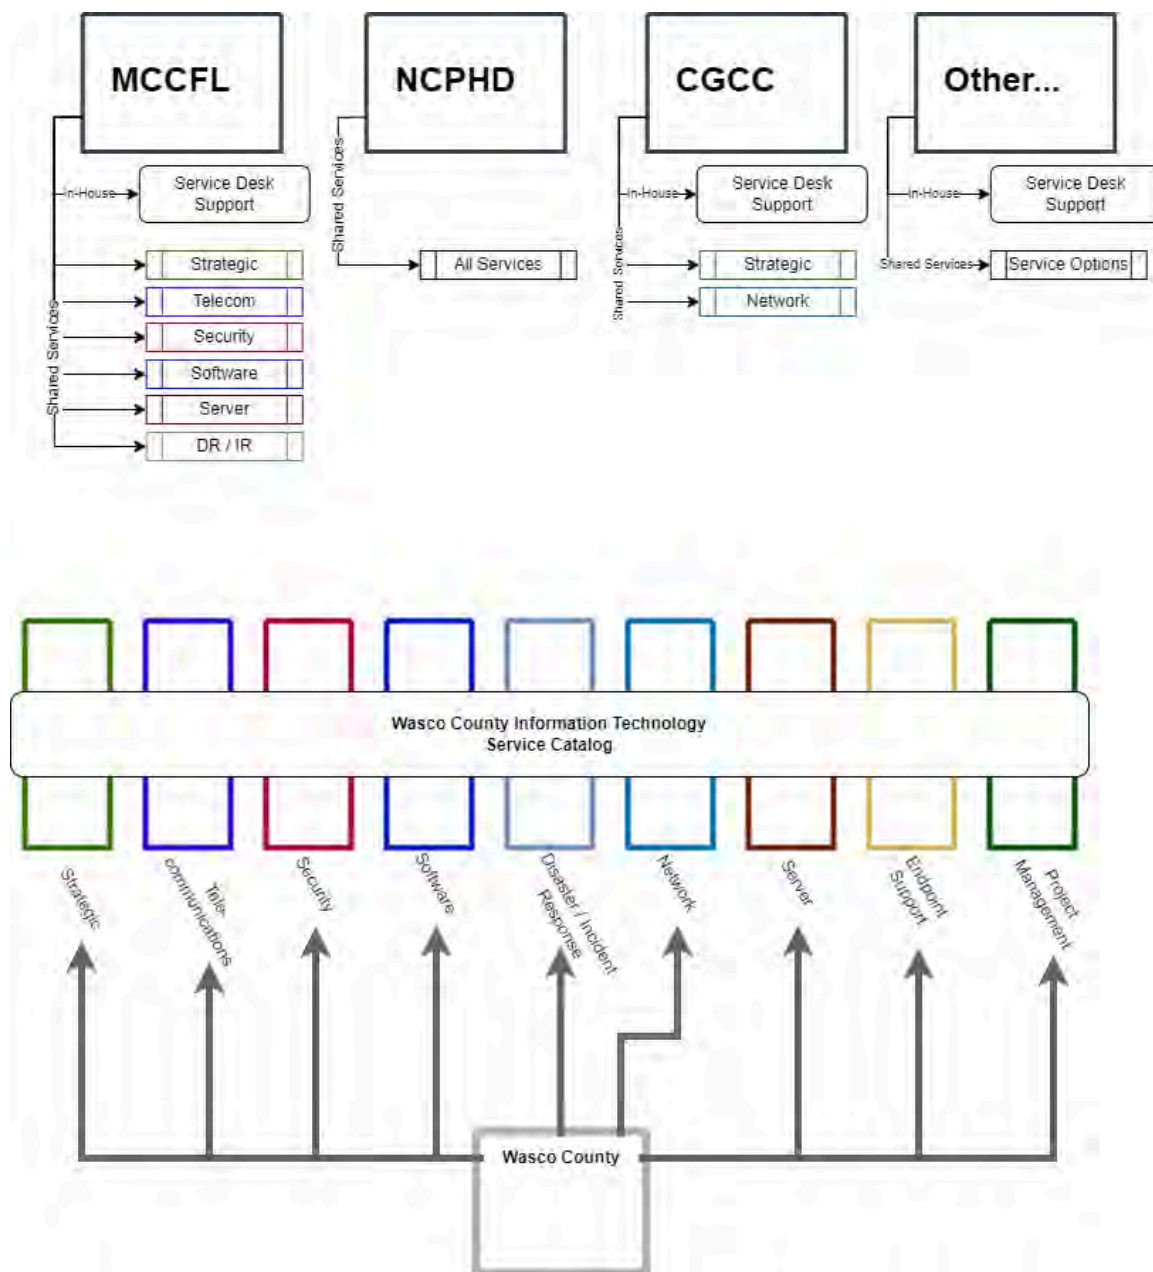 MCCFL
NCPHD
CGCC
Other...
In-House
Service Desk
Support
Shared Services
Strategic
Telecom
Security
Software
Server
DR / IR
Shared Services
All Services
In-House
Service Desk
Support
Shared Services
Shared Services
Strategic
Network
In-House
Service Desk
Support
Shared Services
Service Options
Wasco County Information Technology
Service Catalog
Strategic
Tele-
communications
Security
Software
Disaster / Incident
Response
Network
Server
Endpoint
Support
Project
Management
Wasco County